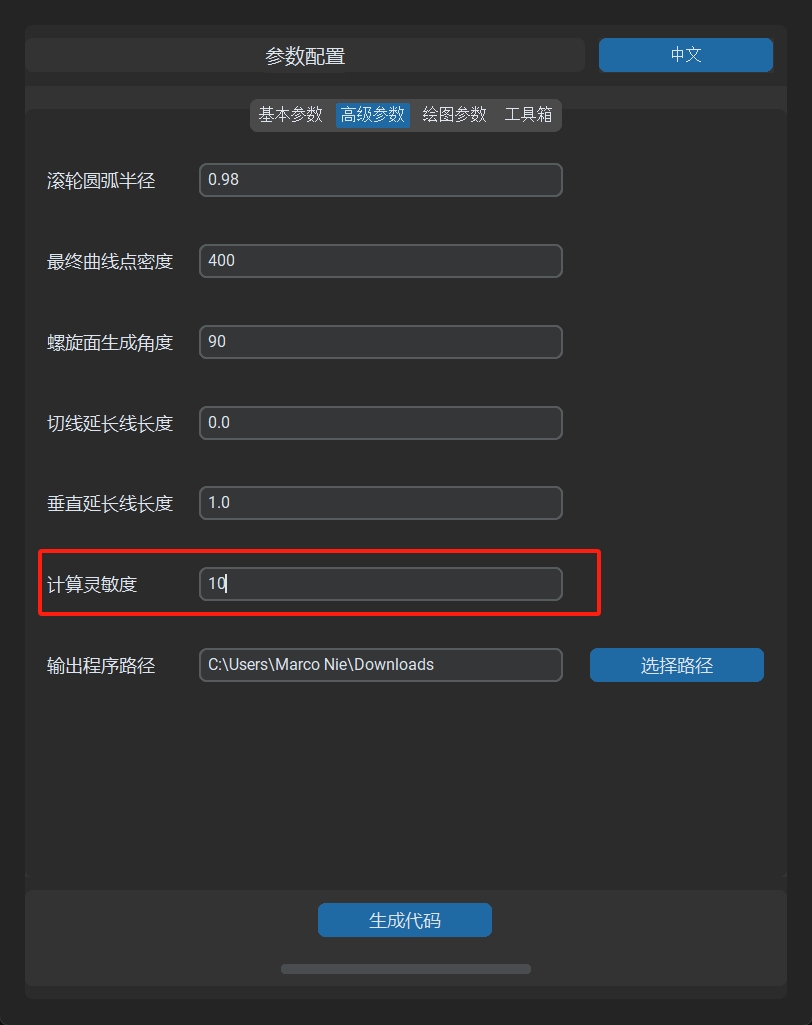 参数配置 中文
基本参数 高级参数 绘图参数 工具箱
滚轮圆弧半径 0.98
最终曲线点密度 400
螺旋面生成角度 90
切线延长线长度 0.0
垂直延长线长度 1.0
计算灵敏度 10
输出程序路径 C:\Users\Marco Nie\Downloads 选择路径
生成代码